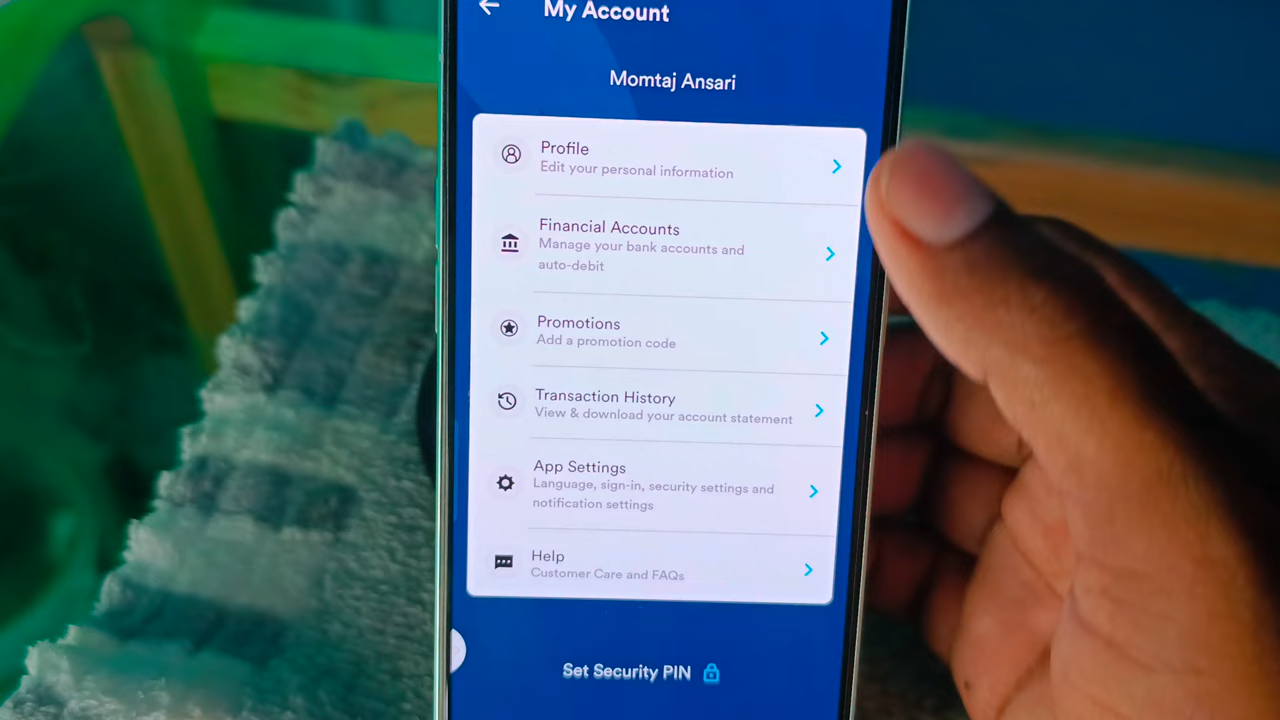 My Account
Momtaj Ansari
Profile
Edit your personal information
Financial Accounts
Manage your bank accounts and
auto-debit
Promotions
Add a promotion code
Transaction History
View & download your account statement
App Settings
Language, sign-in, security settings and
notification settings
Help
Customer Care and FAQs
Set Security PIN